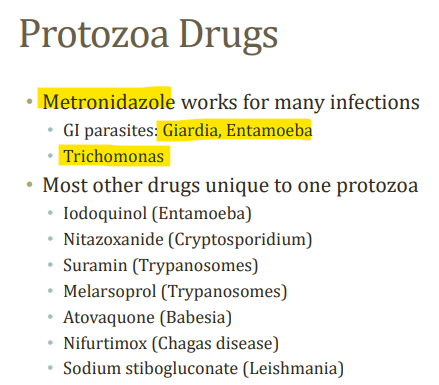 Protozoa Drugs
• Metronidazole works for many infections
• GI parasites: Giardia, Entamoeba
• Trichomonas
• Most other drugs unique to one protozoa
• Iodoquinol (Entamoeba)
• Nitazoxanide (Cryptosporidium)
• Suramin (Trypanosomes)
• Melarsoprol (Trypanosomes)
• Atovaquone (Babesia)
• Nifurtimox (Chagas disease)
• Sodium stibogluconate (Leishmania)